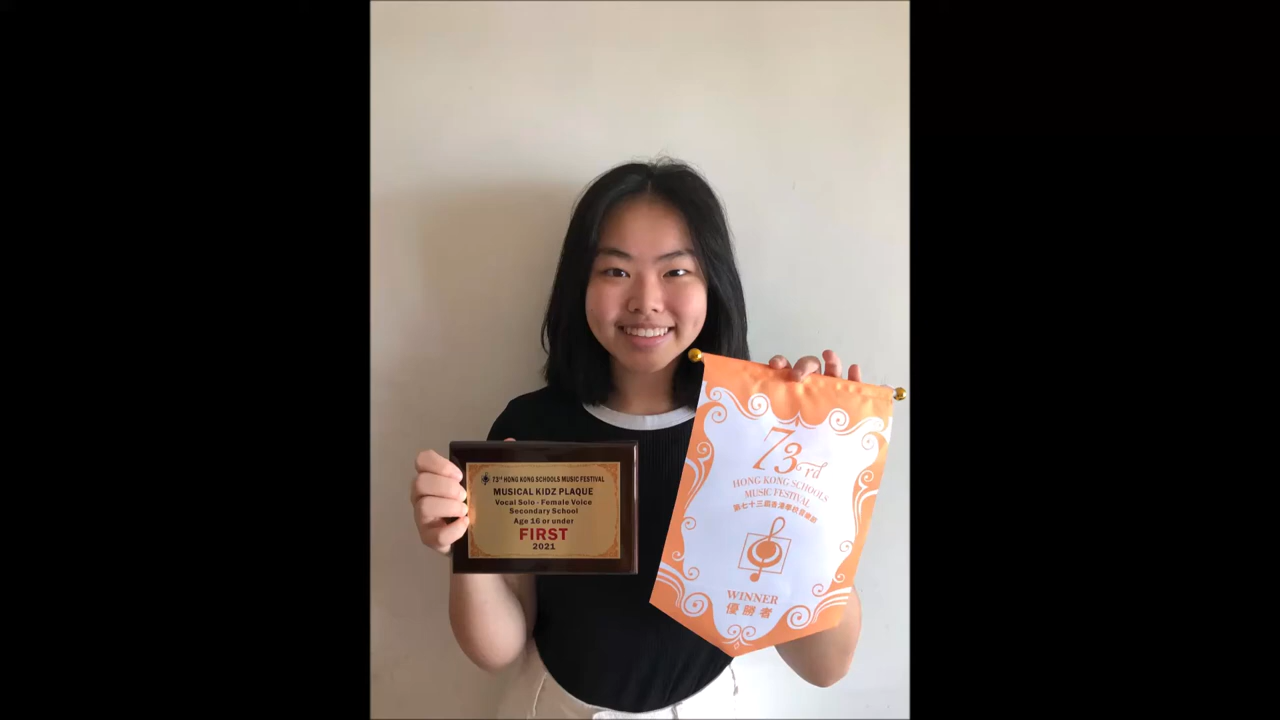 73rd HONG KONG SCHOOLS MUSIC FESTIVAL
MUSICAL KIDZ PLAQUE
Vocal Solo - Female Voice
Secondary School
Age 16 or under
FIRST
2021
73rd
HONG KONG SCHOOLS
MUSIC FESTIVAL
第七十三屆香港學校音樂節
WINNER
優勝者